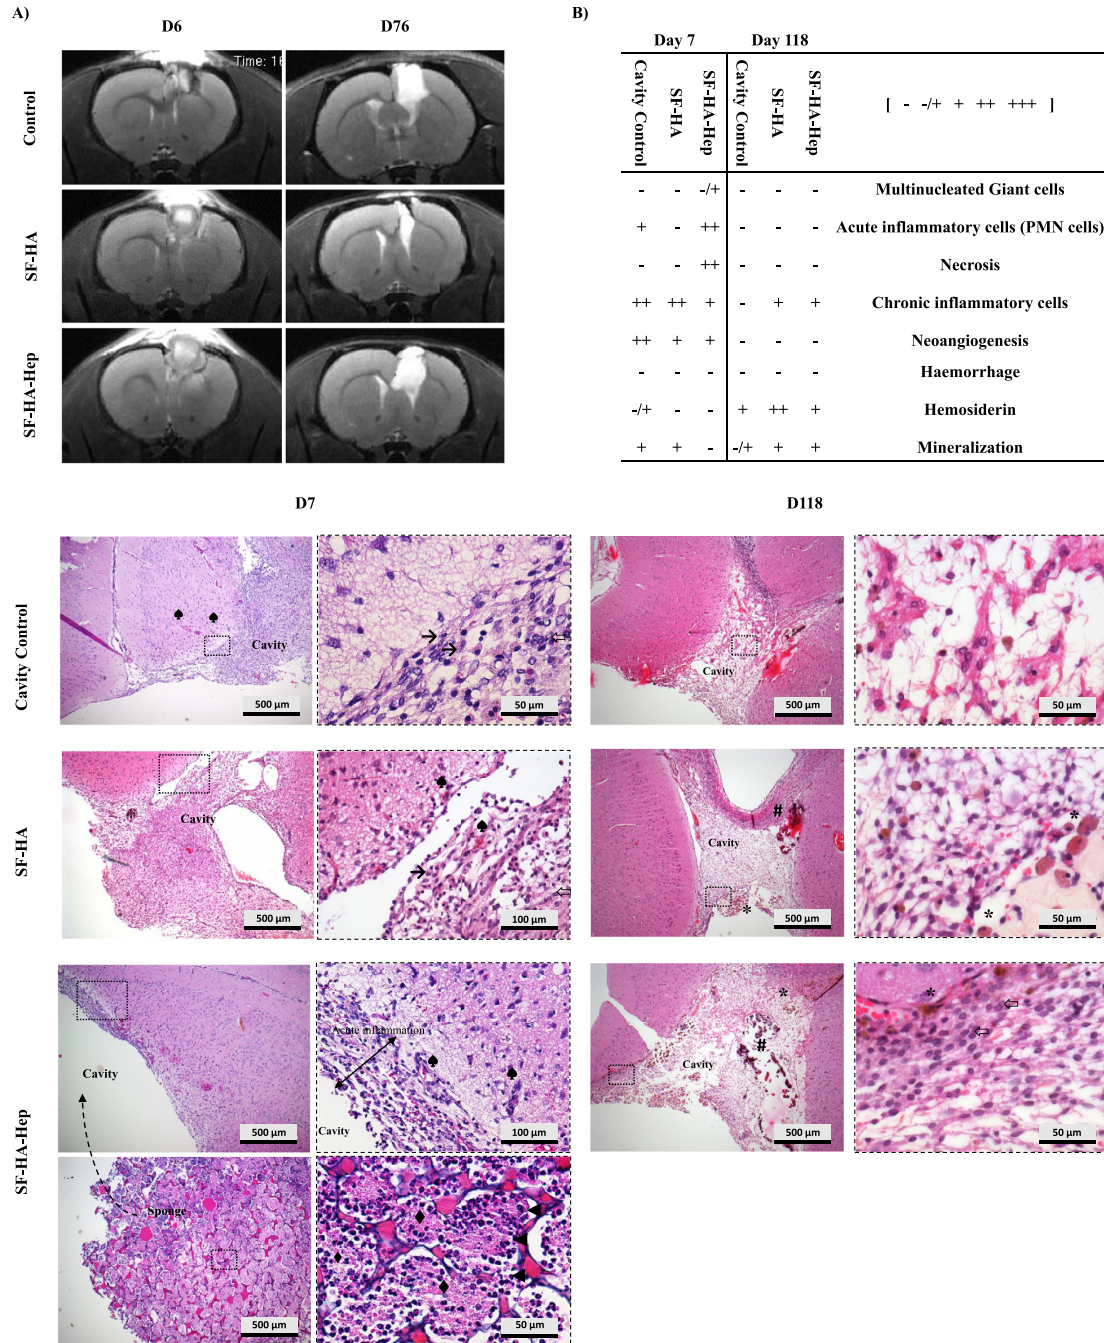 A)
D6
D76
Control
Time: 16
SF-HA
SF-HA-Hep
B)
Day 7
Day 118
Cavity Control
SF-HA
SF-HA-Hep
Cavity Control
SF-HA
SF-HA-Hep
[ - -/+ + ++ +++ ]
- - -/+ - - - Multinucleated Giant cells
+ - ++ - - - Acute inflammatory cells (PMN cells)
- - ++ - - - Necrosis
++ ++ + - + + Chronic inflammatory cells
++ + + - - - Neoangiogenesis
- - - - - - Haemorrhage
-/+ - - + ++ + Hemosiderin
+ + - -/+ + + Mineralization
D7
D118
Cavity Control
Cavity
500 µm
50 µm
Cavity
500 µm
50 µm
SF-HA
Cavity
500 µm
100 µm
#
Cavity
*
500 µm
*
*
50 µm
SF-HA-Hep
Cavity
500 µm
Acute inflammation
Cavity
100 µm
*
#
Cavity
500 µm
*
50 µm
Sponge
500 µm
50 µm